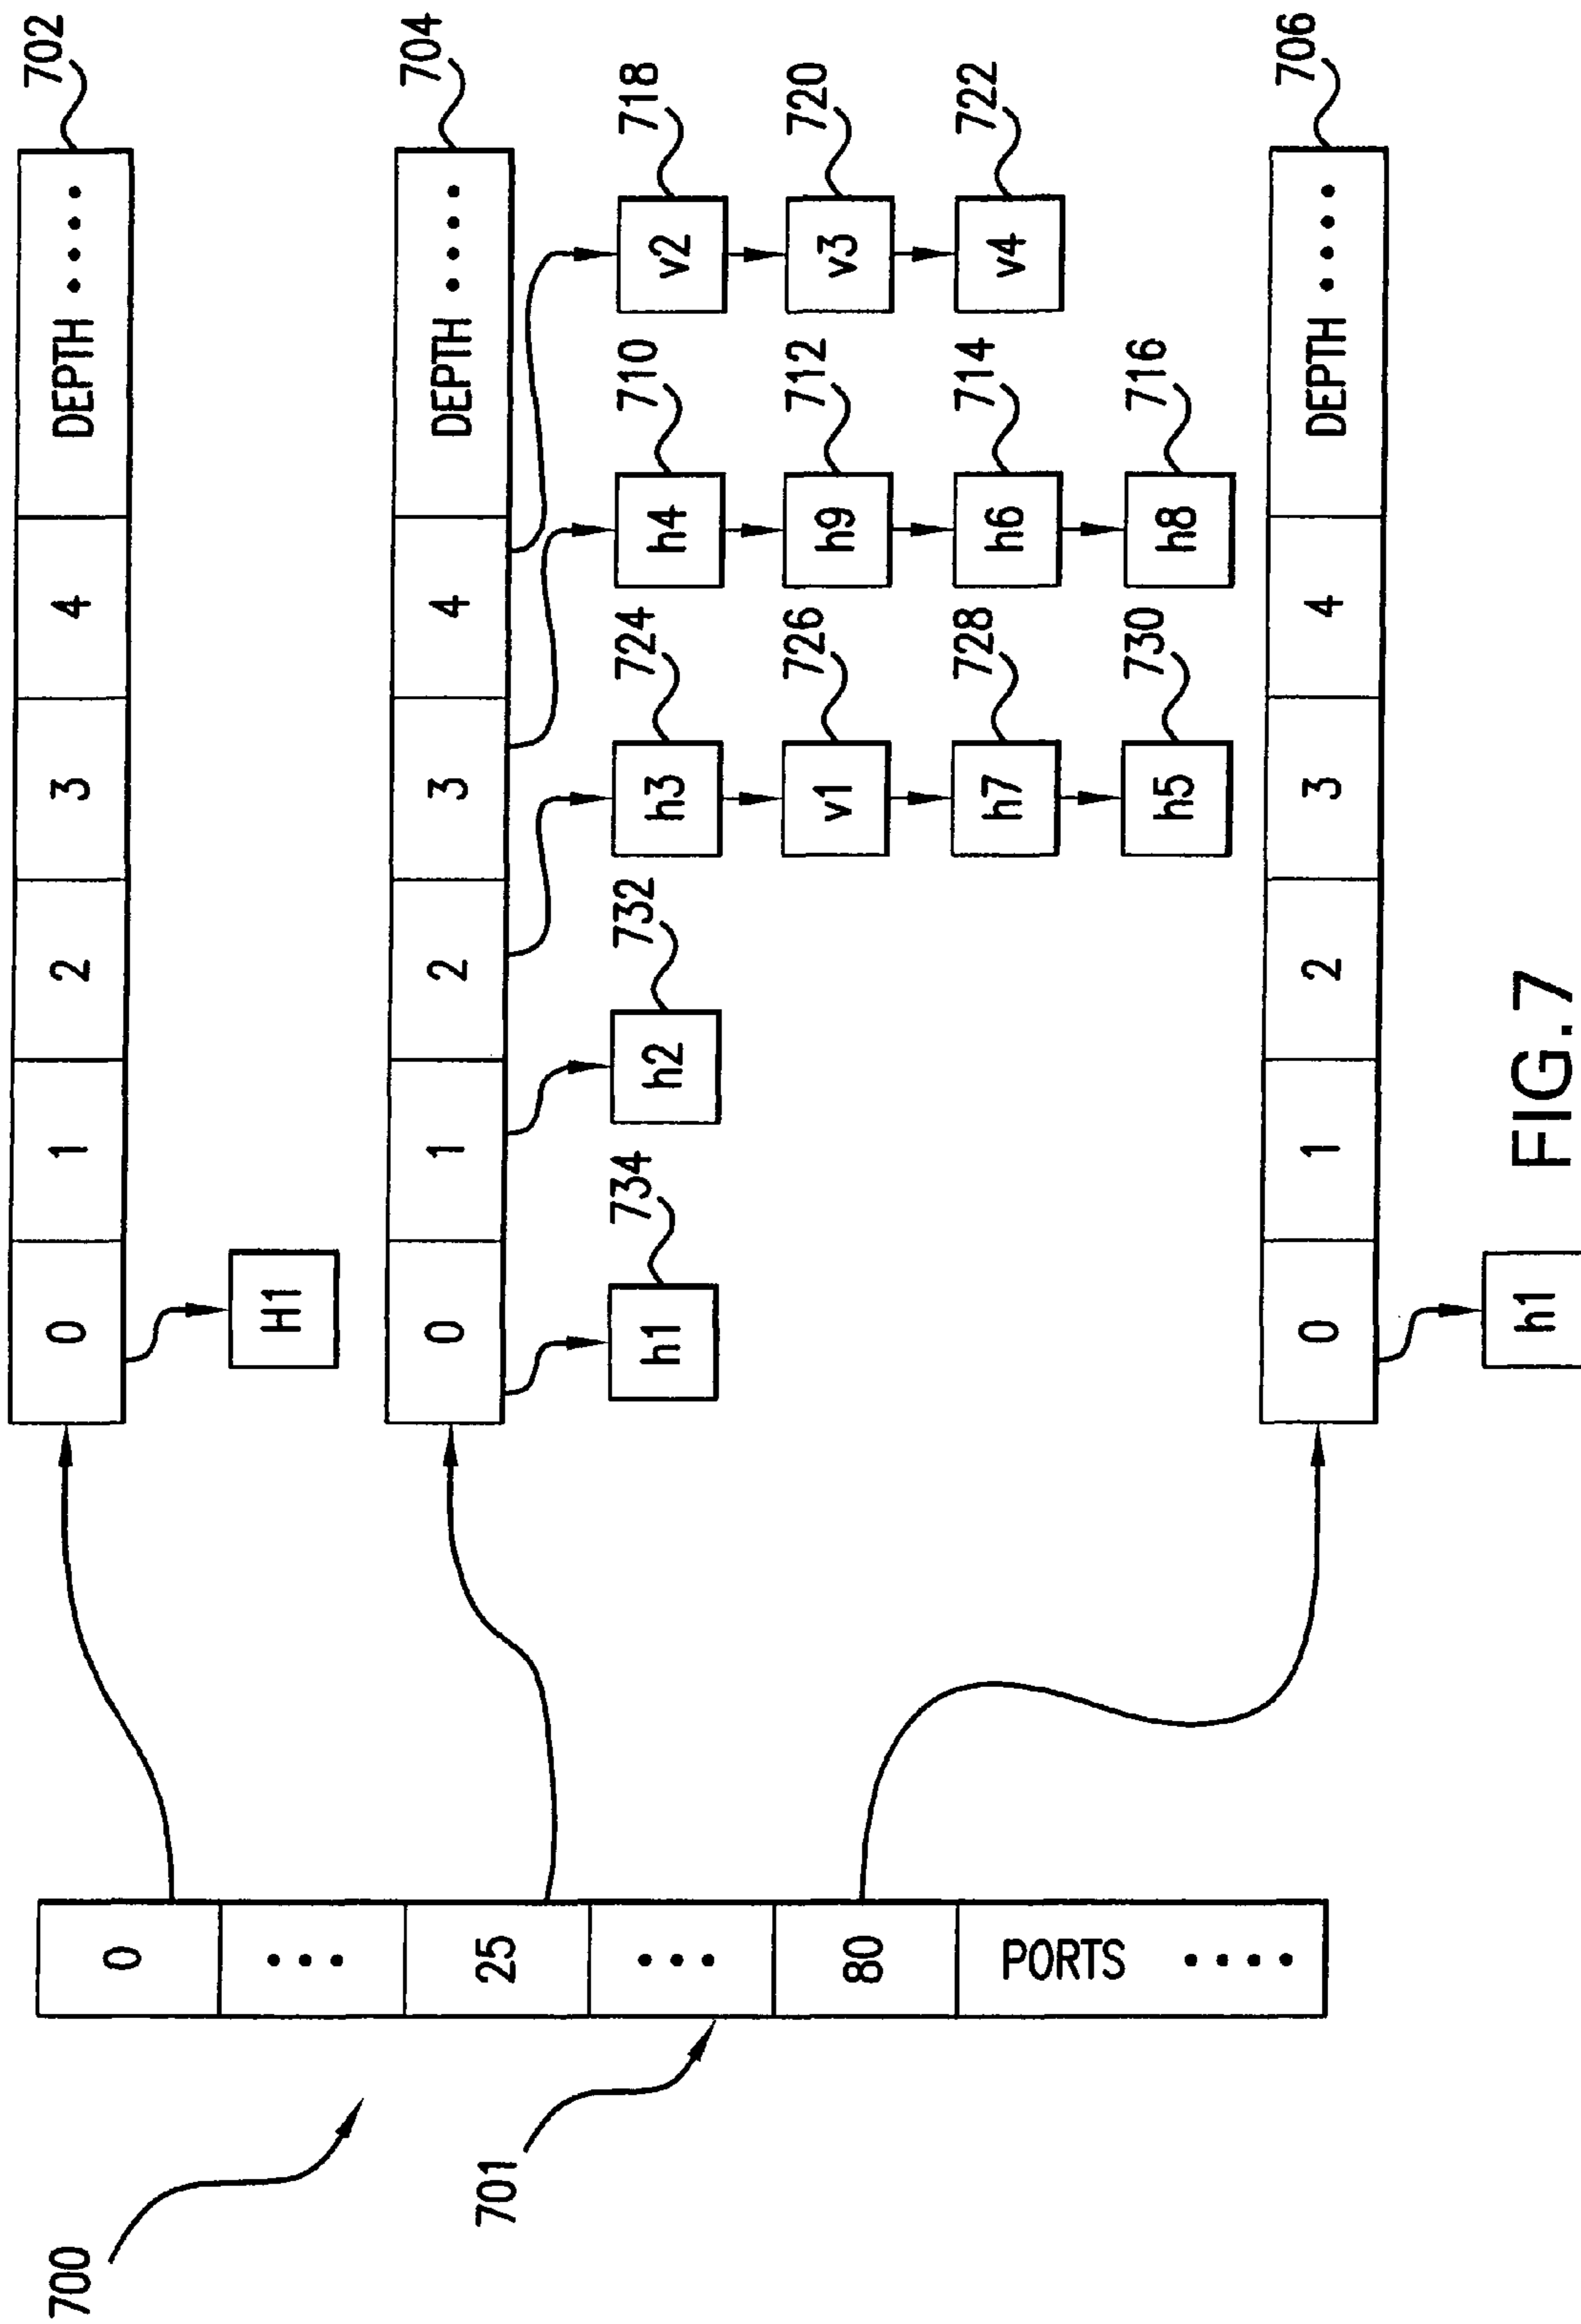 702
0 1 2 3 4 DEPTH ••••
H1
704
0 1 2 3 4 DEPTH ••••
734 732 724 710 718
h1 h2 h3 h4 v2
726 712 720
v1 h9 v3
728 714 722
h7 h6 v4
730 716
h5 h8
706
0 1 2 3 4 DEPTH ••••
h1
700
701
0
•••
25
•••
80
PORTS ••••
FIG.7